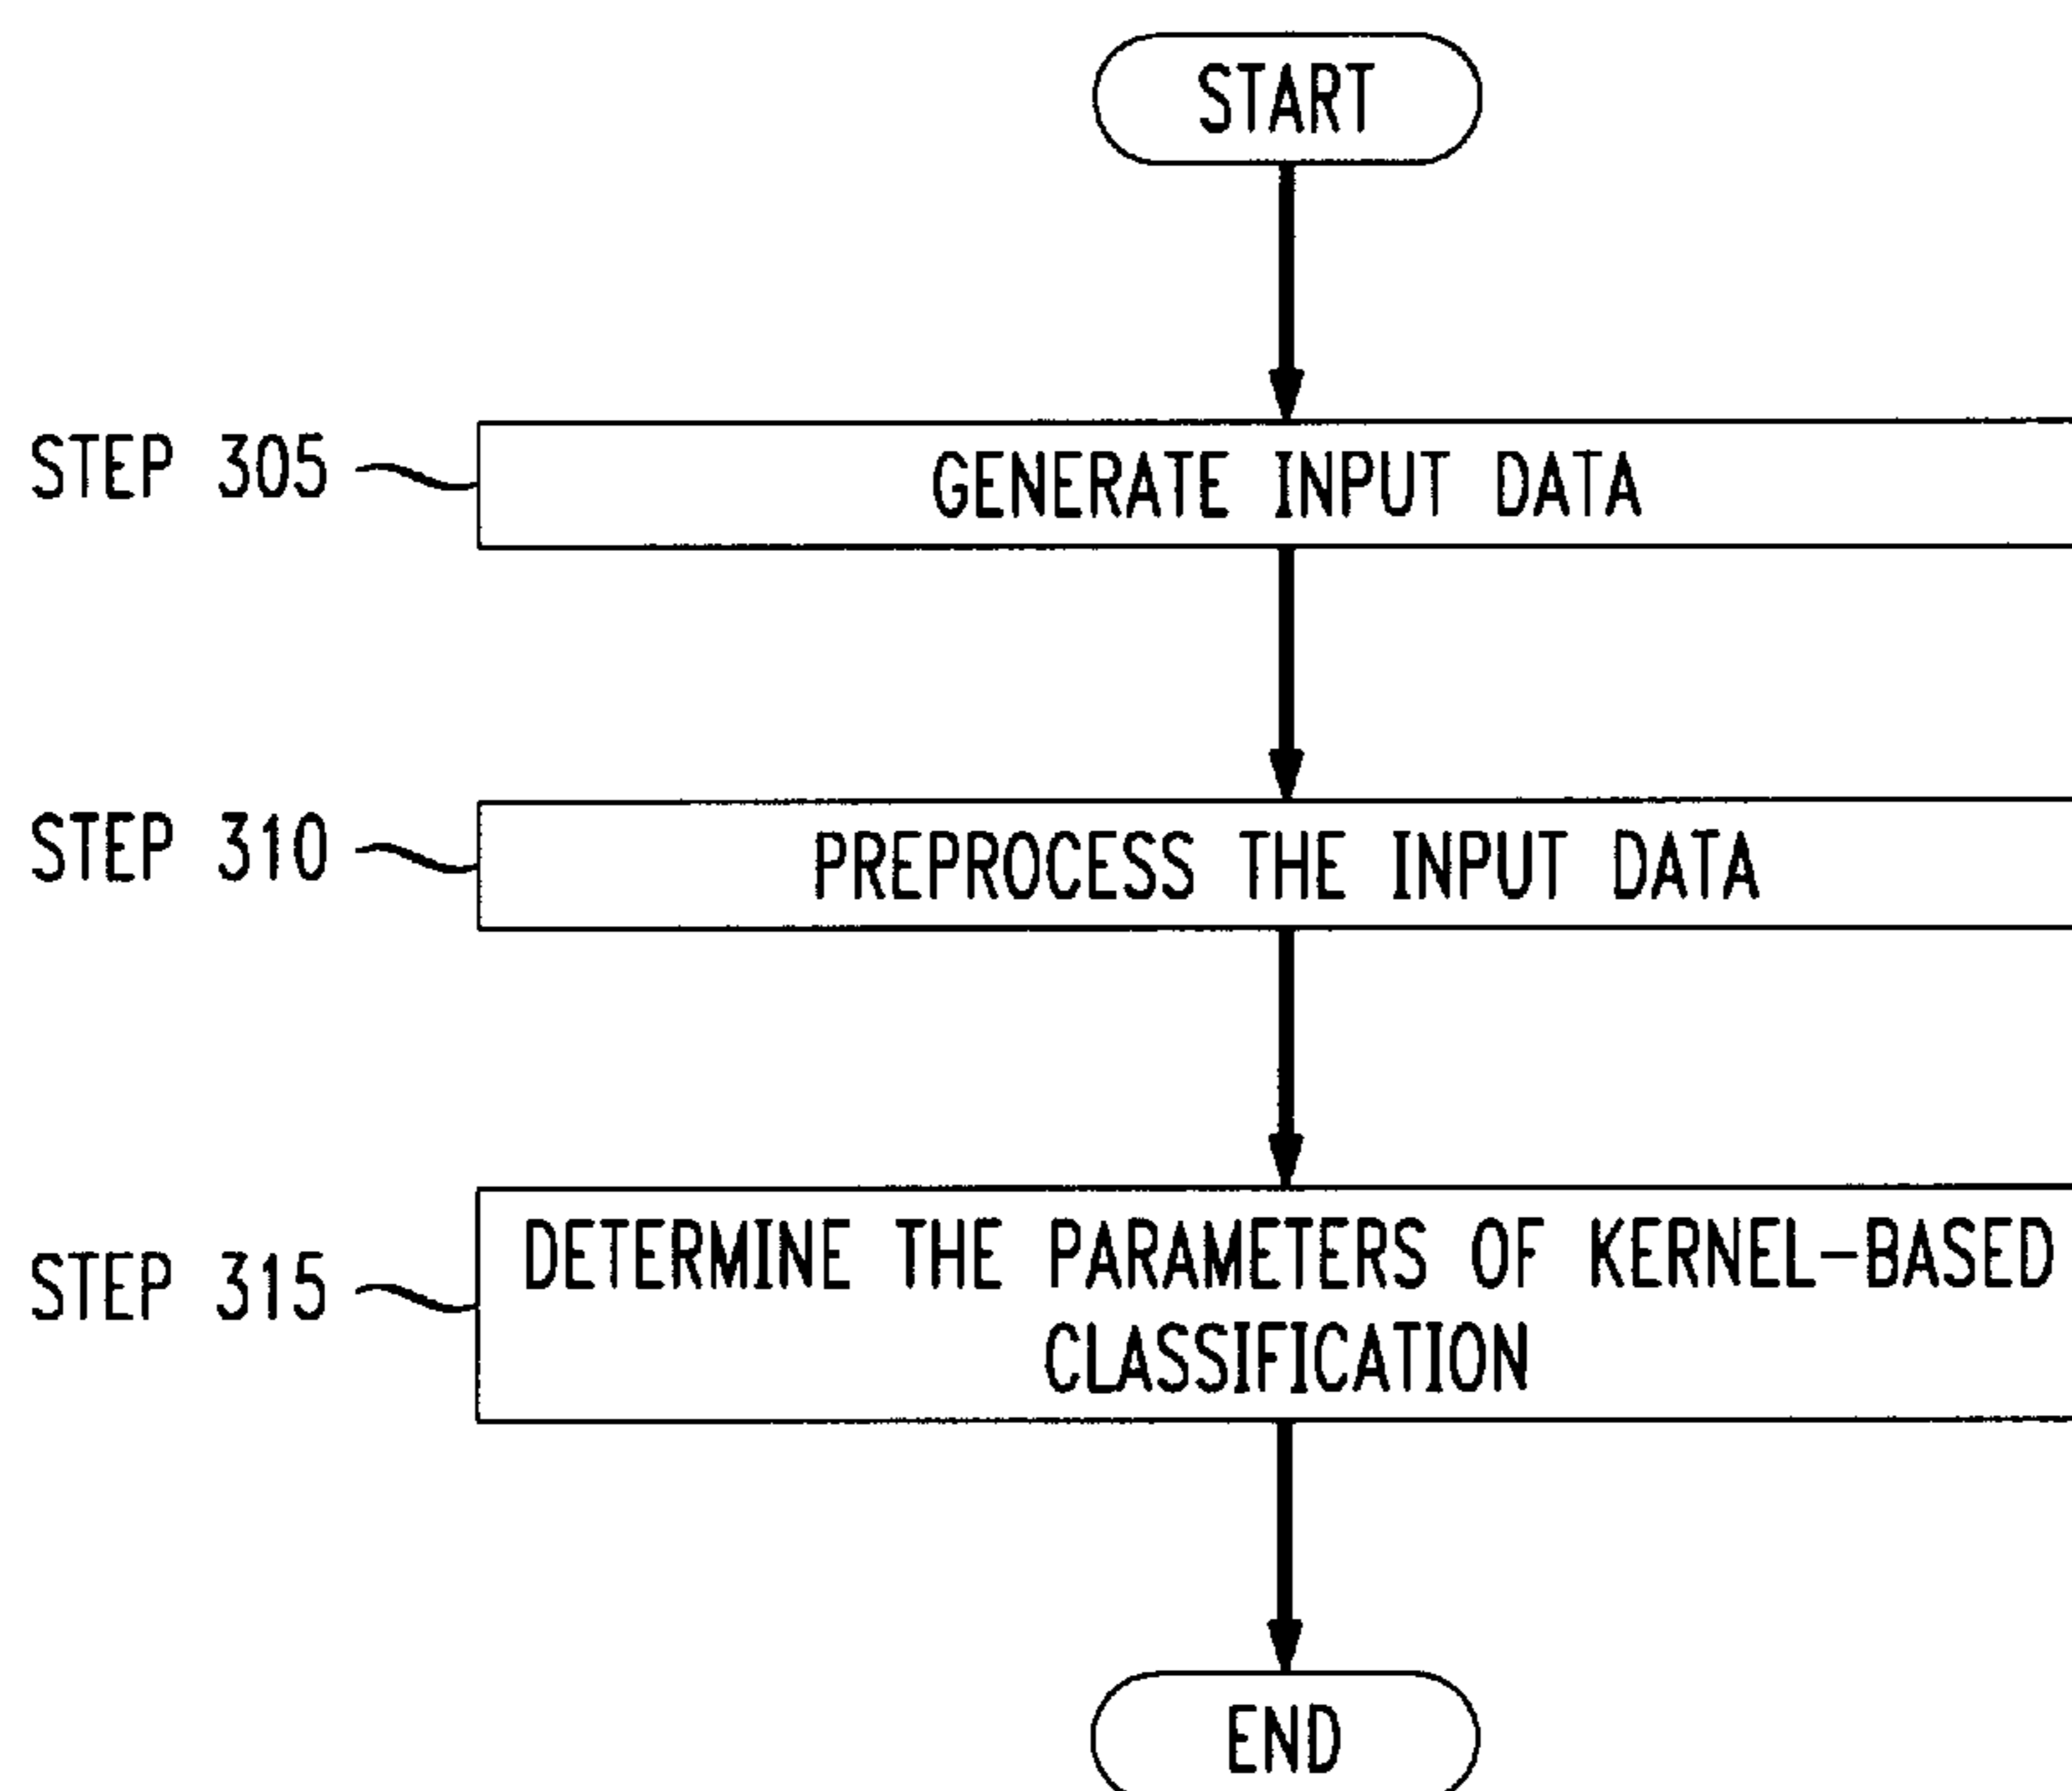 START
STEP 305
GENERATE INPUT DATA
STEP 310
PREPROCESS THE INPUT DATA
STEP 315
DETERMINE THE PARAMETERS OF KERNEL-BASED
CLASSIFICATION
END